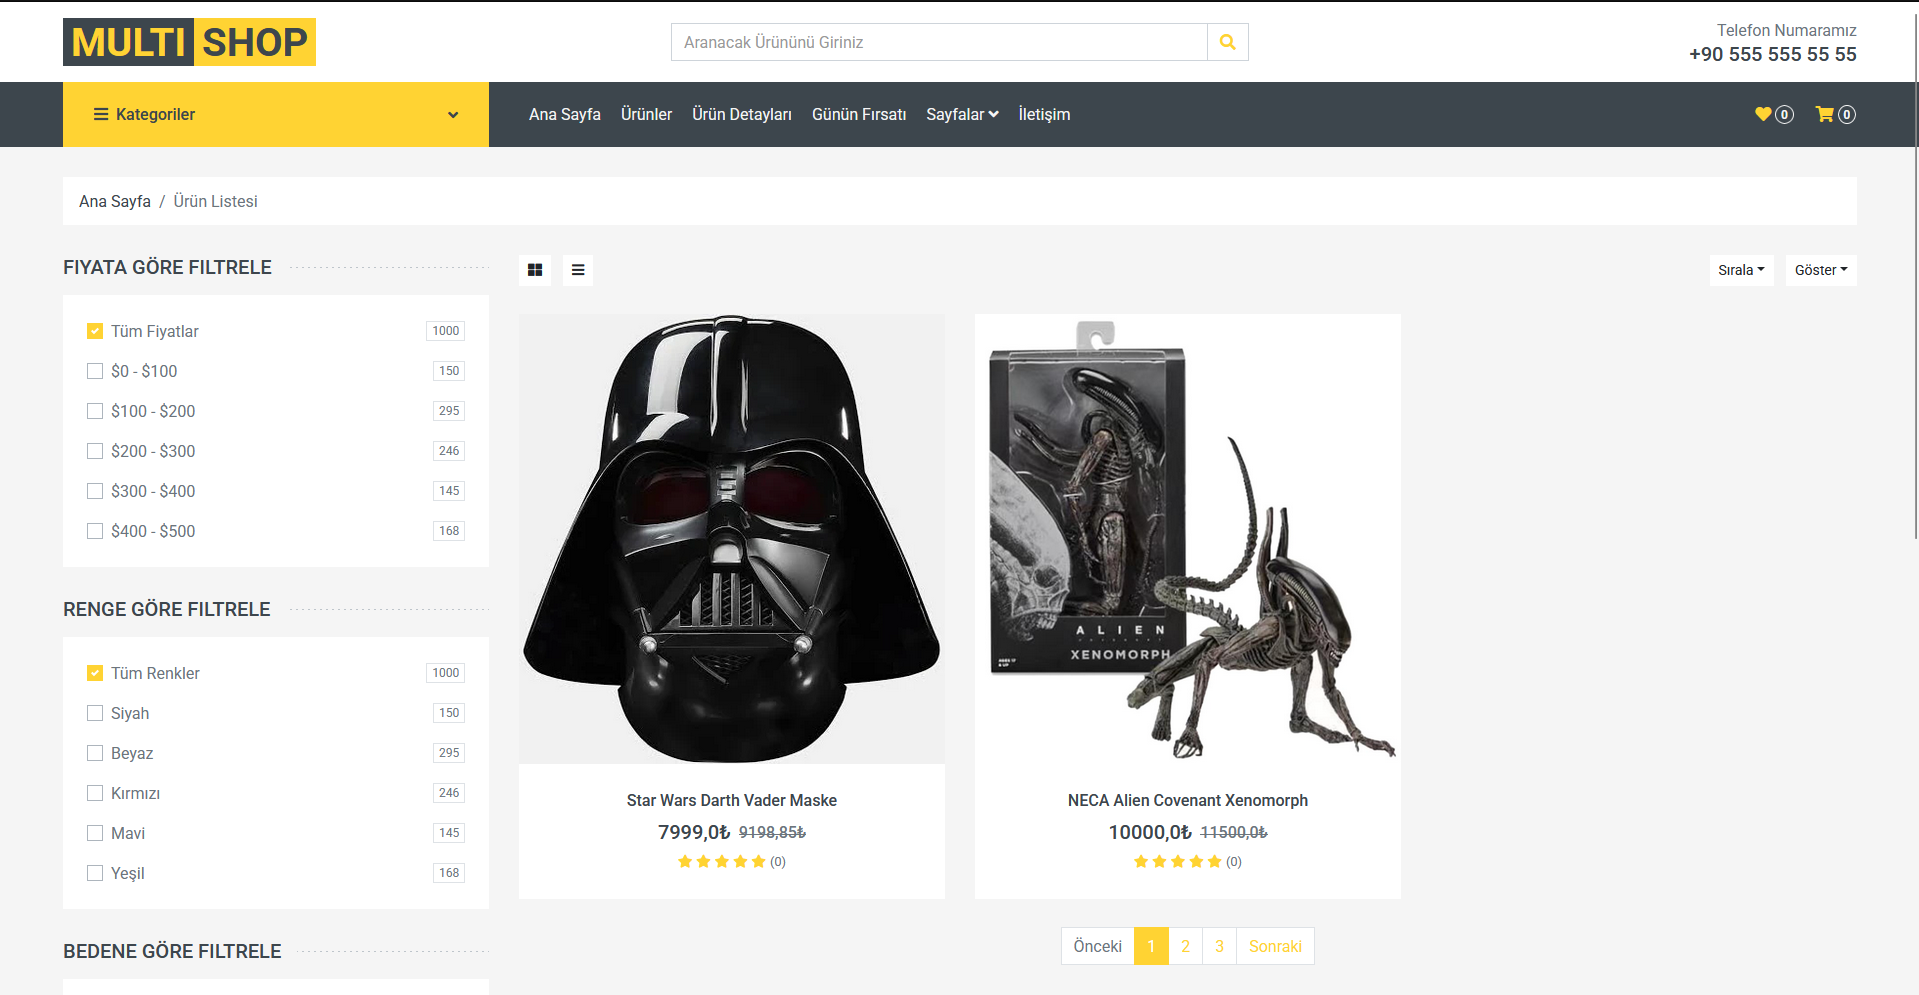 MULTI SHOP
Aranacak Ürününü Giriniz
Telefon Numaramız
+90 555 555 55 55
Kategoriler
Ana Sayfa Ürünler Ürün Detayları Günün Fırsatı Sayfalar İletişim
0 0
Ana Sayfa / Ürün Listesi
FIYATA GÖRE FILTRELE
Tüm Fiyatlar 1000
$0 - $100 150
$100 - $200 295
$200 - $300 246
$300 - $400 145
$400 - $500 168
RENGE GÖRE FILTRELE
Tüm Renkler 1000
Siyah 150
Beyaz 295
Kırmızı 246
Mavi 145
Yeşil 168
BEDENE GÖRE FILTRELE
Sırala Göster
ALIEN
XENOMORPH
Star Wars Darth Vader Maske
7999,0₺ 9198,85₺
(0)
NECA Alien Covenant Xenomorph
10000,0₺ 11500,0₺
(0)
Önceki 1 2 3 Sonraki